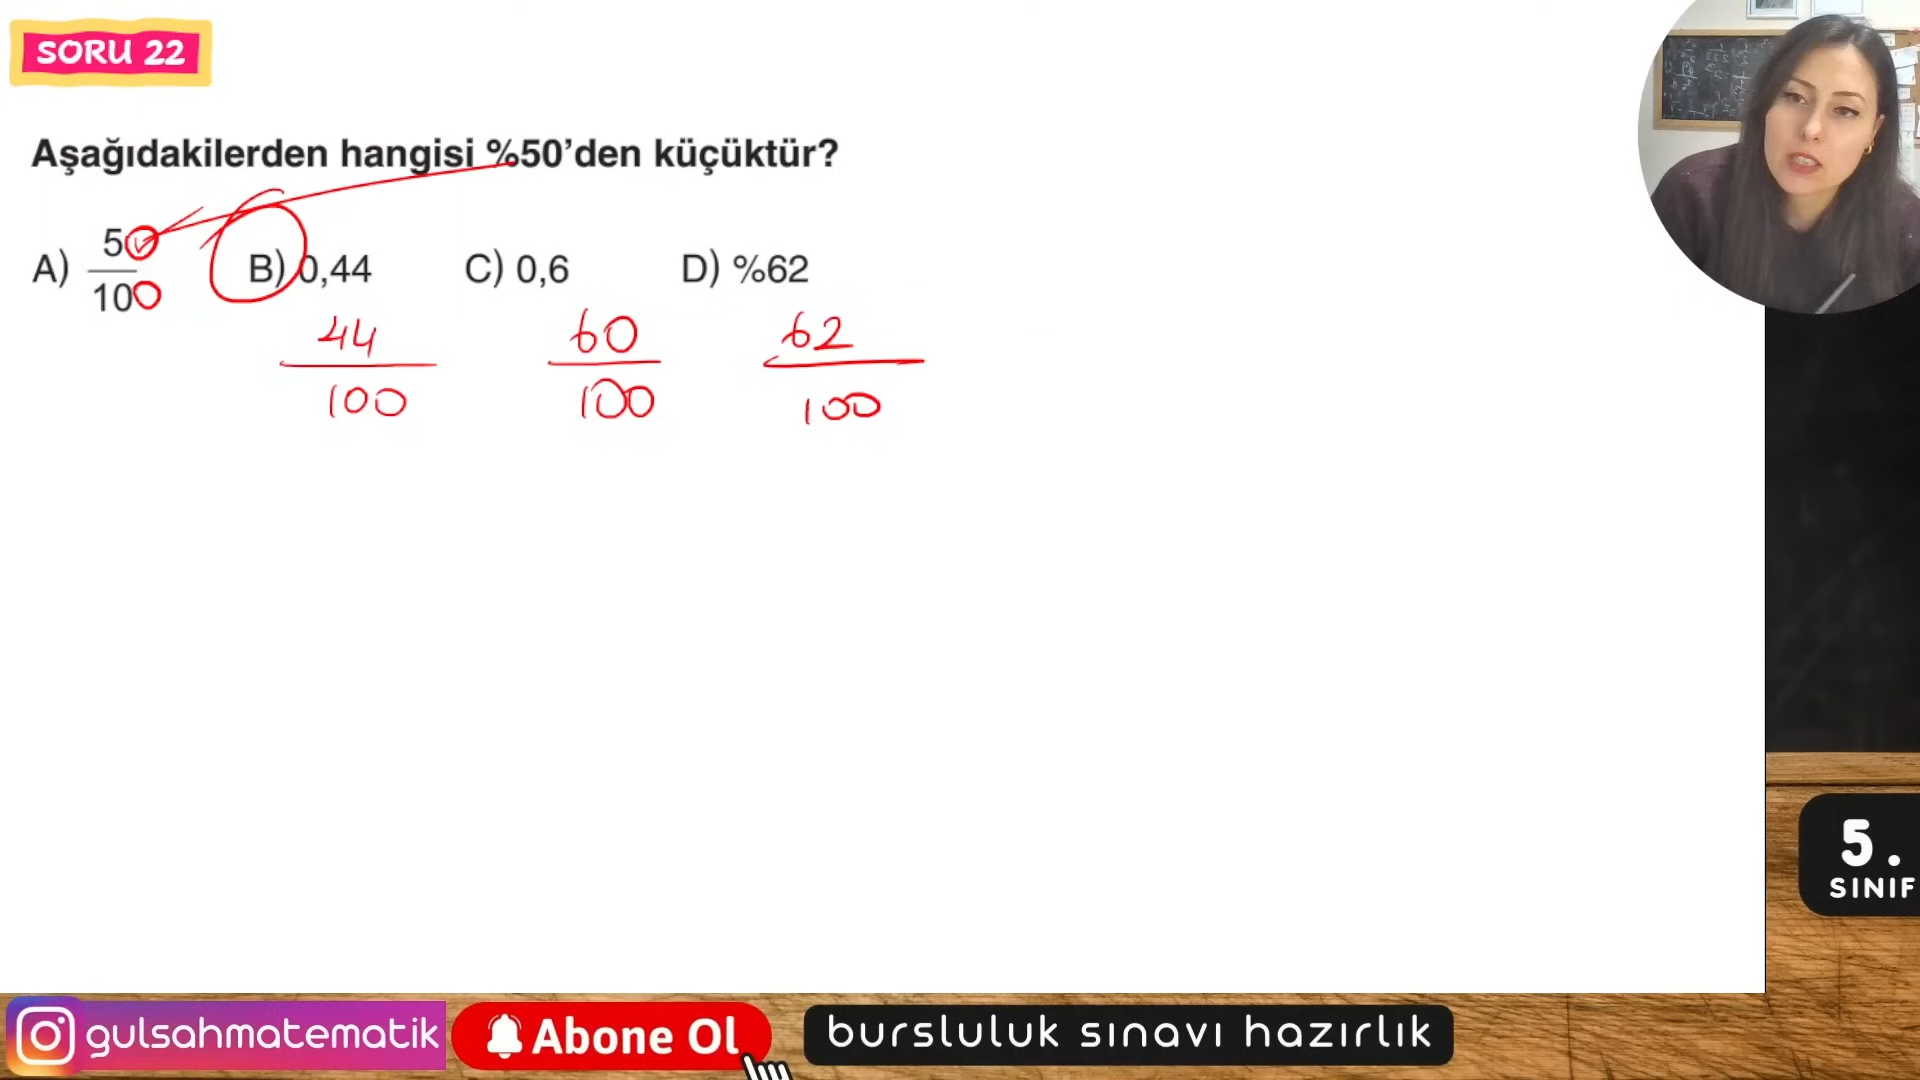 SORU 22
Aşağıdakilerden hangisi %50'den küçüktür?
A) 50/100 B) 0,44 C) 0,6 D) %62
44/100 60/100 62/100
5.
SINIF
gulsahmatematik
Abone Ol
bursluluk sınavı hazırlık